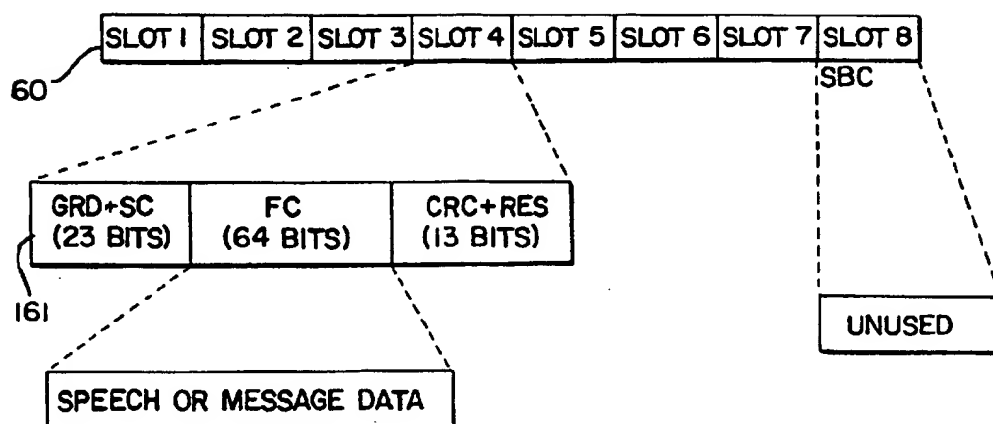 SLOT 1 SLOT 2 SLOT 3 SLOT 4 SLOT 5 SLOT 6 SLOT 7 SLOT 8
60
SBC
GRD+SC FC CRC+RES
(23 BITS) (64 BITS) (13 BITS)
161
UNUSED
SPEECH OR MESSAGE DATA